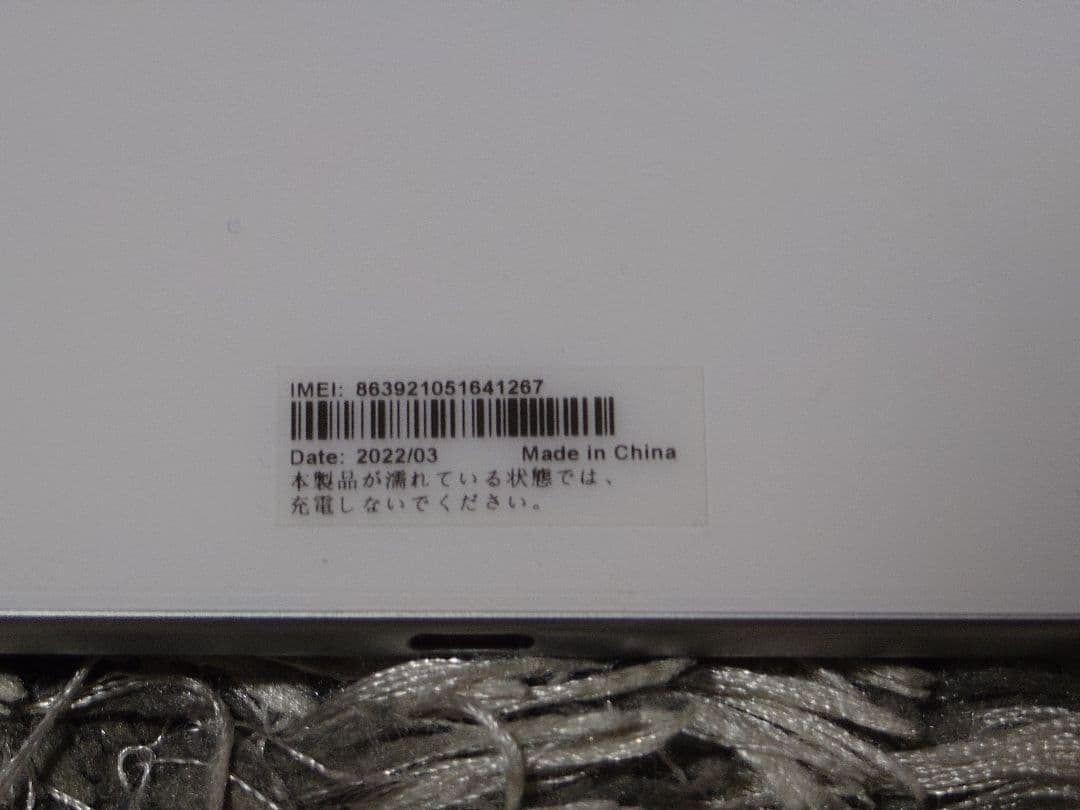 IMEI: 863921051641267
Date: 2022/03 Made in China
本製品が濡れている状態では、
充電しないでください。